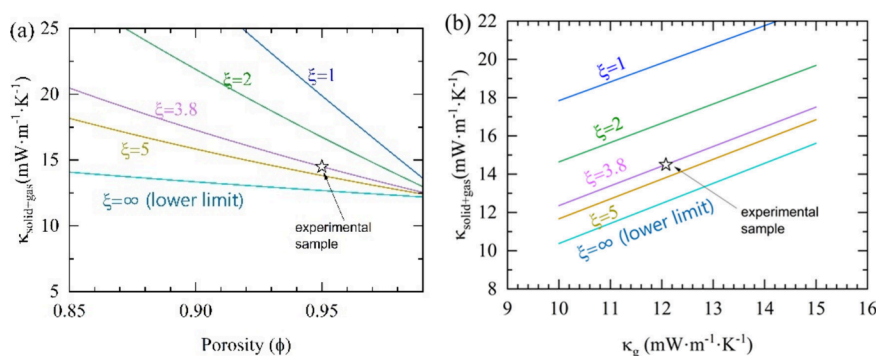 (a)
25
20
15
10
5
0.85
0.90
0.95
κsolid+gas(mW·m-1·K-1)
Porosity (ϕ)
ξ=1
ξ=2
ξ=3.8
ξ=5
ξ=∞ (lower limit)
experimental
sample
(b)
22
20
18
16
14
12
10
8
9
10
11
12
13
14
15
16
κsolid+gas(mW·m-1·K-1)
κg (mW·m-1·K-1)
ξ=1
ξ=2
ξ=3.8
ξ=5
ξ=∞ (lower limit)
experimental
sample